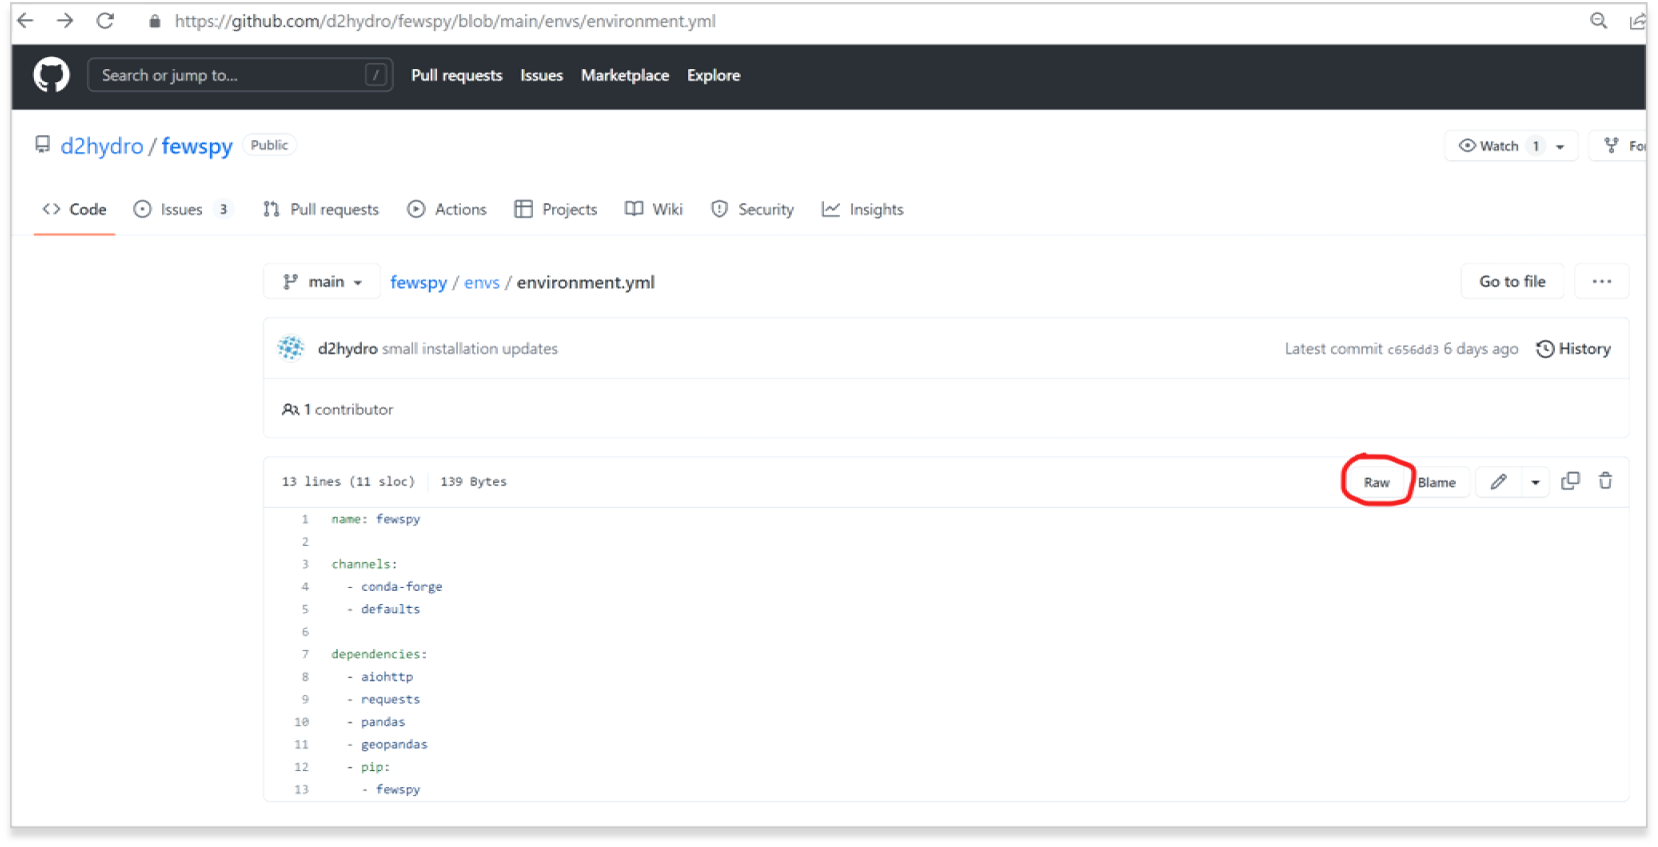 https://github.com/d2hydro/fewspy/blob/main/envs/environment.yml
Search or jump to... / Pull requests Issues Marketplace Explore
d2hydro / fewspy Public Watch 1 Fo
Code Issues 3 Pull requests Actions Projects Wiki Security Insights
main fewspy / envs / environment.yml Go to file ...
d2hydro small installation updates Latest commit c656dd3 6 days ago History
1 contributor
13 lines (11 sloc) 139 Bytes Raw Blame
1 name: fewspy
2
3 channels:
4 - conda-forge
5 - defaults
6
7 dependencies:
8 - aiohttp
9 - requests
10 - pandas
11 - geopandas
12 - pip:
13 - fewspy